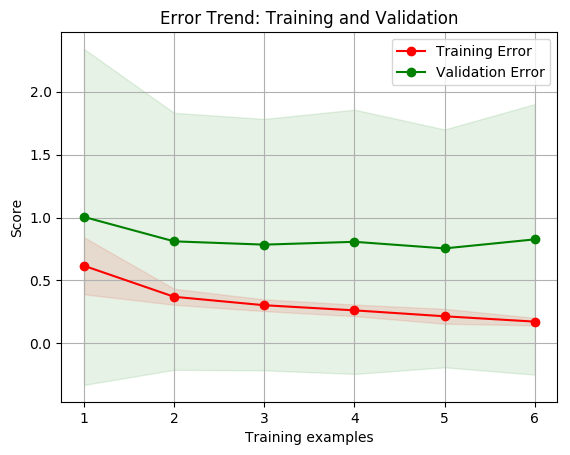 Error Trend: Training and Validation
Training Error
Validation Error
Score
2.0
1.5
1.0
0.5
0.0
1 2 3 4 5 6
Training examples